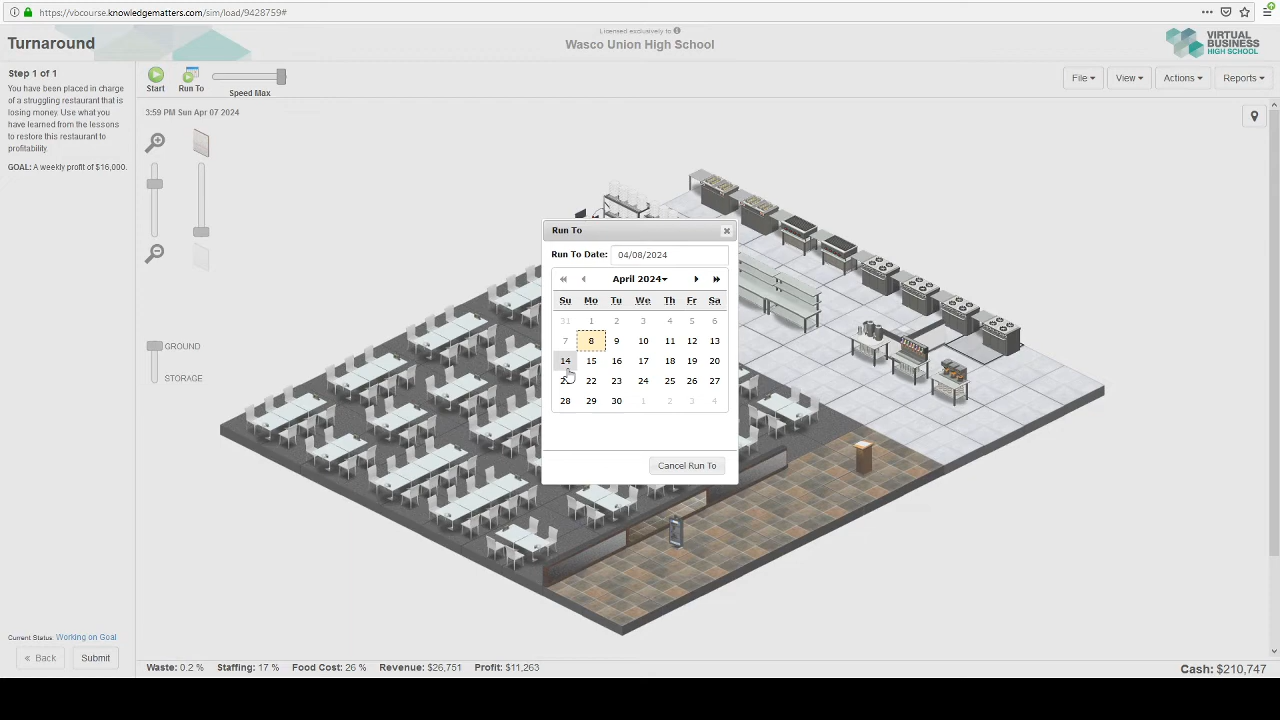 https://vbcourse.knowledgematters.com/sim/load/9428759#
Turnaround
Licensed exclusively to
Wasco Union High School
VIRTUAL
BUSINESS
HIGH SCHOOL
Step 1 of 1
You have been placed in charge
of a struggling restaurant that is
losing money. Use what you
have learned from the lessons
to restore this restaurant to
profitability.
GOAL: A weekly profit of $16,000.
Start
Run To
Speed Max
File
View
Actions
Reports
3:59 PM Sun Apr 07 2024
GROUND
STORAGE
Run To
Run To Date: 04/08/2024
April 2024
Su Mo Tu We Th Fr Sa
31 1 2 3 4 5 6
7 8 9 10 11 12 13
14 15 16 17 18 19 20
22 23 24 25 26 27
28 29 30 1 2 3 4
Cancel Run To
Current Status: Working on Goal
« Back
Submit
Waste: 0.2 % Staffing: 17 % Food Cost: 26 % Revenue: $26,751 Profit: $11,263
Cash: $210,747